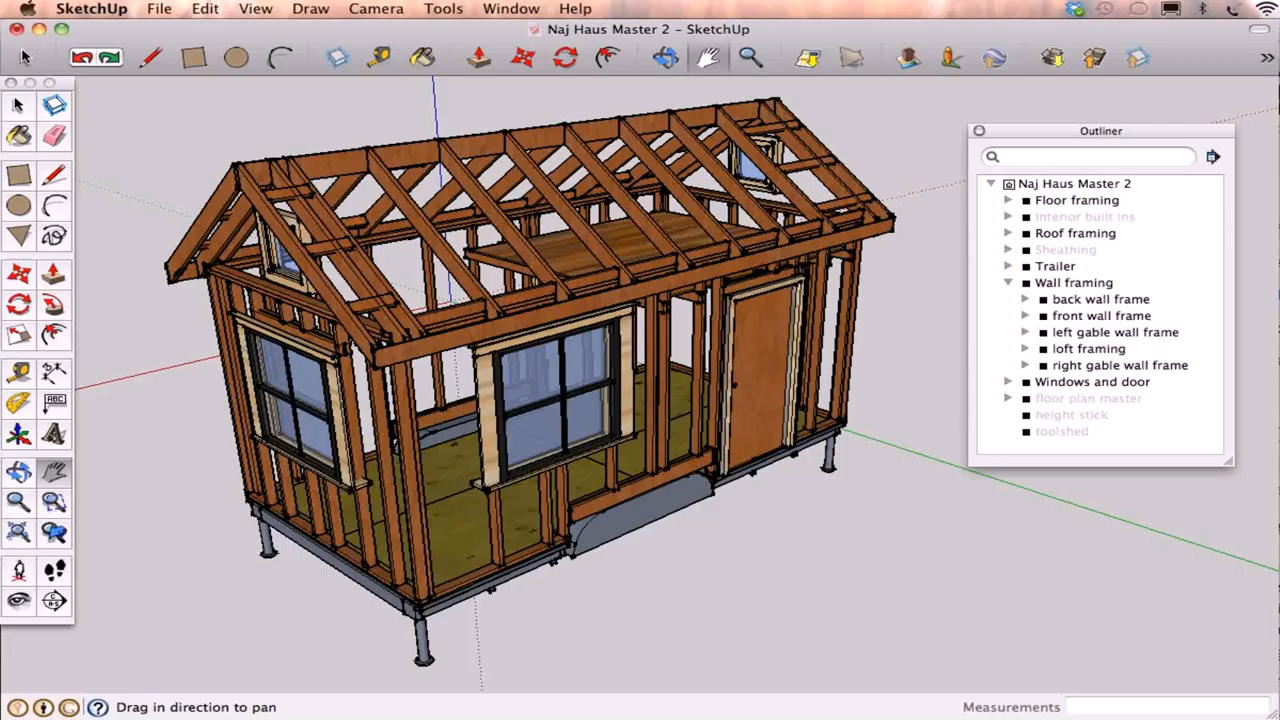 SketchUp File Edit View Draw Camera Tools Window Help
Naj Haus Master 2 – SketchUp
»
Outliner
Naj Haus Master 2
Floor framing
Interior built ins
Roof framing
Sheathing
Trailer
Wall framing
back wall frame
front wall frame
left gable wall frame
loft framing
right gable wall frame
Windows and door
floor plan master
height stick
toolshed
ABC
Drag in direction to pan
Measurements